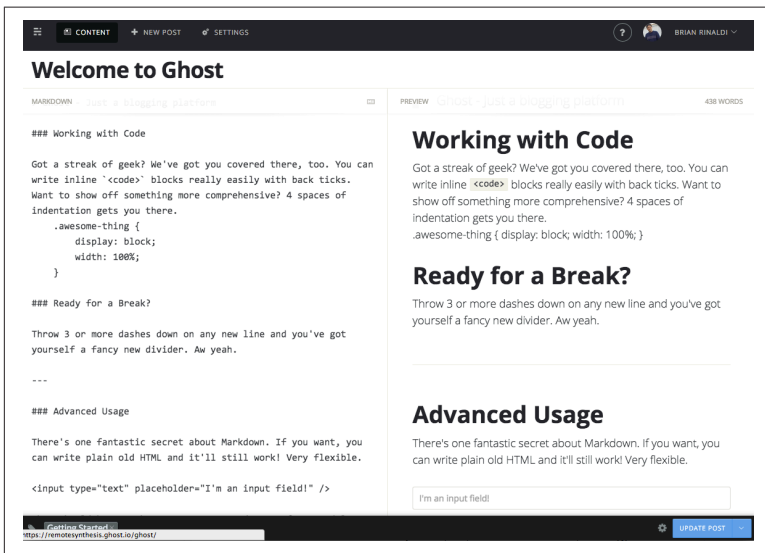 CONTENT
NEW POST
SETTINGS
?
BRIAN RINALDI
Welcome to Ghost
MARKDOWN
Just a blogging platform
PREVIEW
Ghost - Just a blogging platform
438 WORDS
### Working with Code
Got a streak of geek? We've got you covered there, too. You can
write inline `<code>` blocks really easily with back ticks.
Want to show off something more comprehensive? 4 spaces of
indentation gets you there.
    .awesome-thing {
        display: block;
        width: 100%;
    }
### Ready for a Break?
Throw 3 or more dashes down on any new line and you've got
yourself a fancy new divider. Aw yeah.
---
### Advanced Usage
There's one fantastic secret about Markdown. If you want, you
can write plain old HTML and it'll still work! Very flexible.
<input type="text" placeholder="I'm an input field!" />
Working with Code
Got a streak of geek? We've got you covered there, too. You can
write inline <code> blocks really easily with back ticks. Want to
show off something more comprehensive? 4 spaces of
indentation gets you there.
.awesome-thing { display: block; width: 100%; }
Ready for a Break?
Throw 3 or more dashes down on any new line and you've got
yourself a fancy new divider. Aw yeah.
Advanced Usage
There's one fantastic secret about Markdown. If you want, you
can write plain old HTML and it'll still work! Very flexible.
I'm an input field!
Getting Started
https://remotesynthesis.ghost.io/ghost/
UPDATE POST